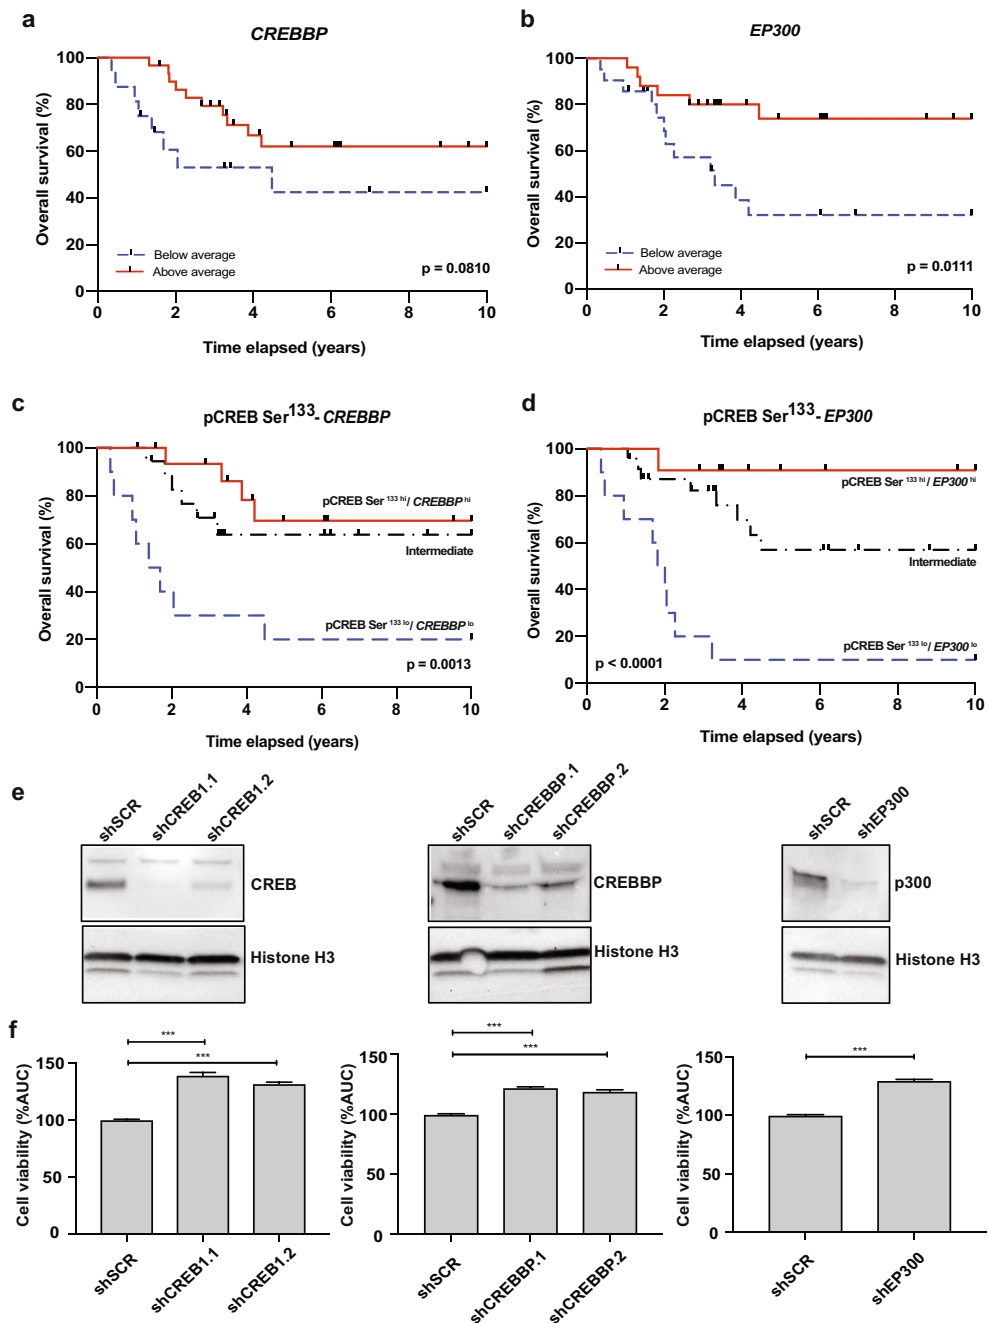 a
CREBBP
Overall survival (%)
100
80
60
40
20
0
Below average
Above average
p = 0.0810
0 2 4 6 8 10
Time elapsed (years)
b
EP300
Overall survival (%)
100
80
60
40
20
0
Below average
Above average
p = 0.0111
0 2 4 6 8 10
Time elapsed (years)
c
pCREB Ser133- CREBBP
Overall survival (%)
100
80
60
40
20
0
pCREB Ser 133 hi/ CREBBP hi
Intermediate
pCREB Ser 133 lo/ CREBBP lo
p = 0.0013
0 2 4 6 8 10
Time elapsed (years)
d
pCREB Ser133- EP300
Overall survival (%)
100
80
60
40
20
0
pCREB Ser 133 hi/ EP300 hi
Intermediate
pCREB Ser 133 lo/ EP300 lo
p < 0.0001
0 2 4 6 8 10
Time elapsed (years)
e
shSCR shCREB1.1 shCREB1.2
CREB
Histone H3
shSCR shCREBBP.1 shCREBBP.2
CREBBP
Histone H3
shSCR shEP300
p300
Histone H3
f
Cell viability (%AUC)
150
100
50
0
***
***
shSCR shCREB1.1 shCREB1.2
Cell viability (%AUC)
150
100
50
0
***
***
shSCR shCREBBP.1 shCREBBP.2
Cell viability (%AUC)
150
100
50
0
***
shSCR shEP300